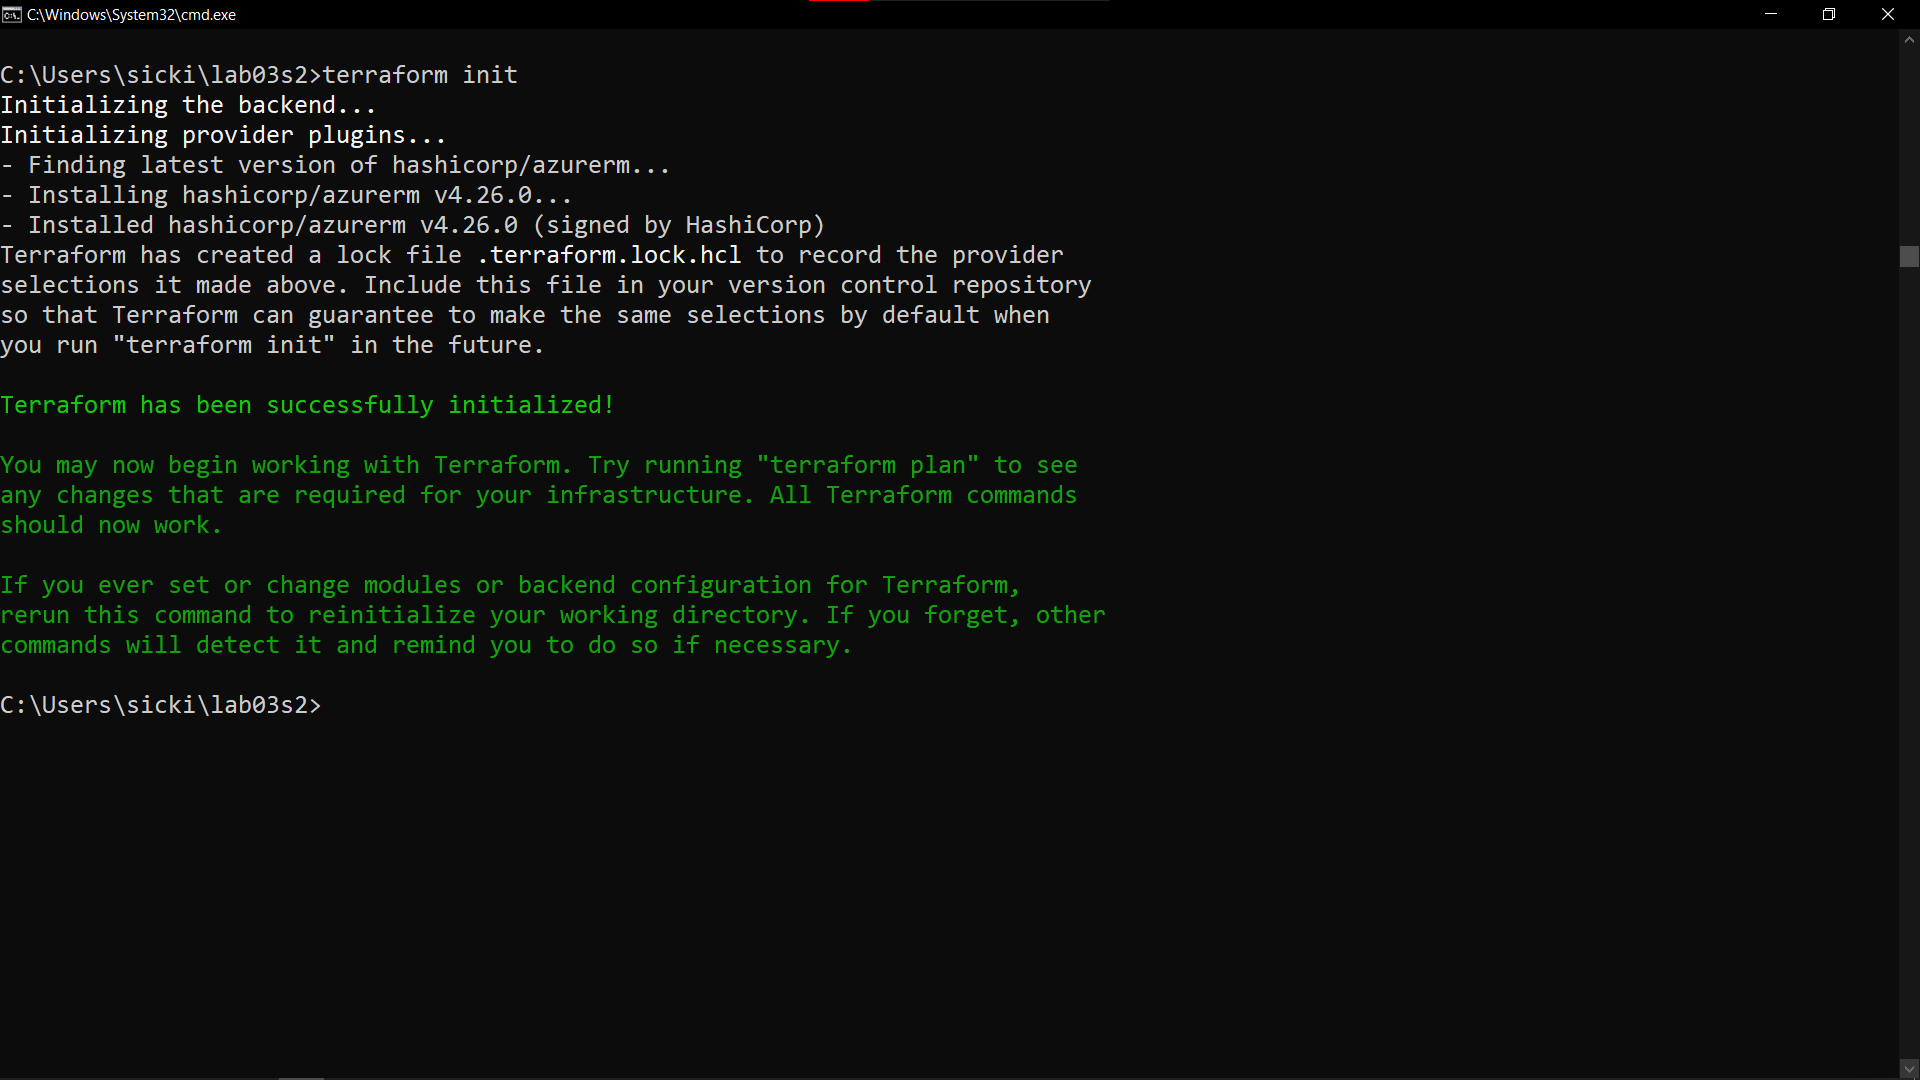 C:\Windows\System32\cmd.exe
C:\Users\sicki\lab03s2>terraform init
Initializing the backend...
Initializing provider plugins...
- Finding latest version of hashicorp/azurerm...
- Installing hashicorp/azurerm v4.26.0...
- Installed hashicorp/azurerm v4.26.0 (signed by HashiCorp)
Terraform has created a lock file .terraform.lock.hcl to record the provider
selections it made above. Include this file in your version control repository
so that Terraform can guarantee to make the same selections by default when
you run "terraform init" in the future.
Terraform has been successfully initialized!
You may now begin working with Terraform. Try running "terraform plan" to see
any changes that are required for your infrastructure. All Terraform commands
should now work.
If you ever set or change modules or backend configuration for Terraform,
rerun this command to reinitialize your working directory. If you forget, other
commands will detect it and remind you to do so if necessary.
C:\Users\sicki\lab03s2>